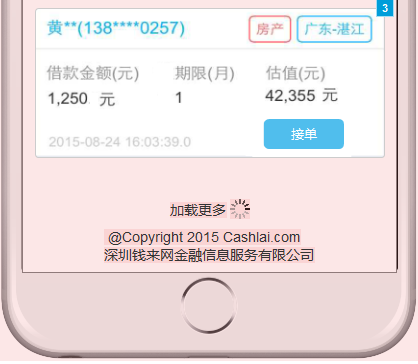 3
黄**(138****0257) 房产 广东-湛江
借款金额(元) 期限(月) 估值(元)
1,250 元 1 42,355 元
2015-08-24 16:03:39.0 接单
加载更多
@Copyright 2015 Cashlai.com
深圳钱来网金融信息服务有限公司